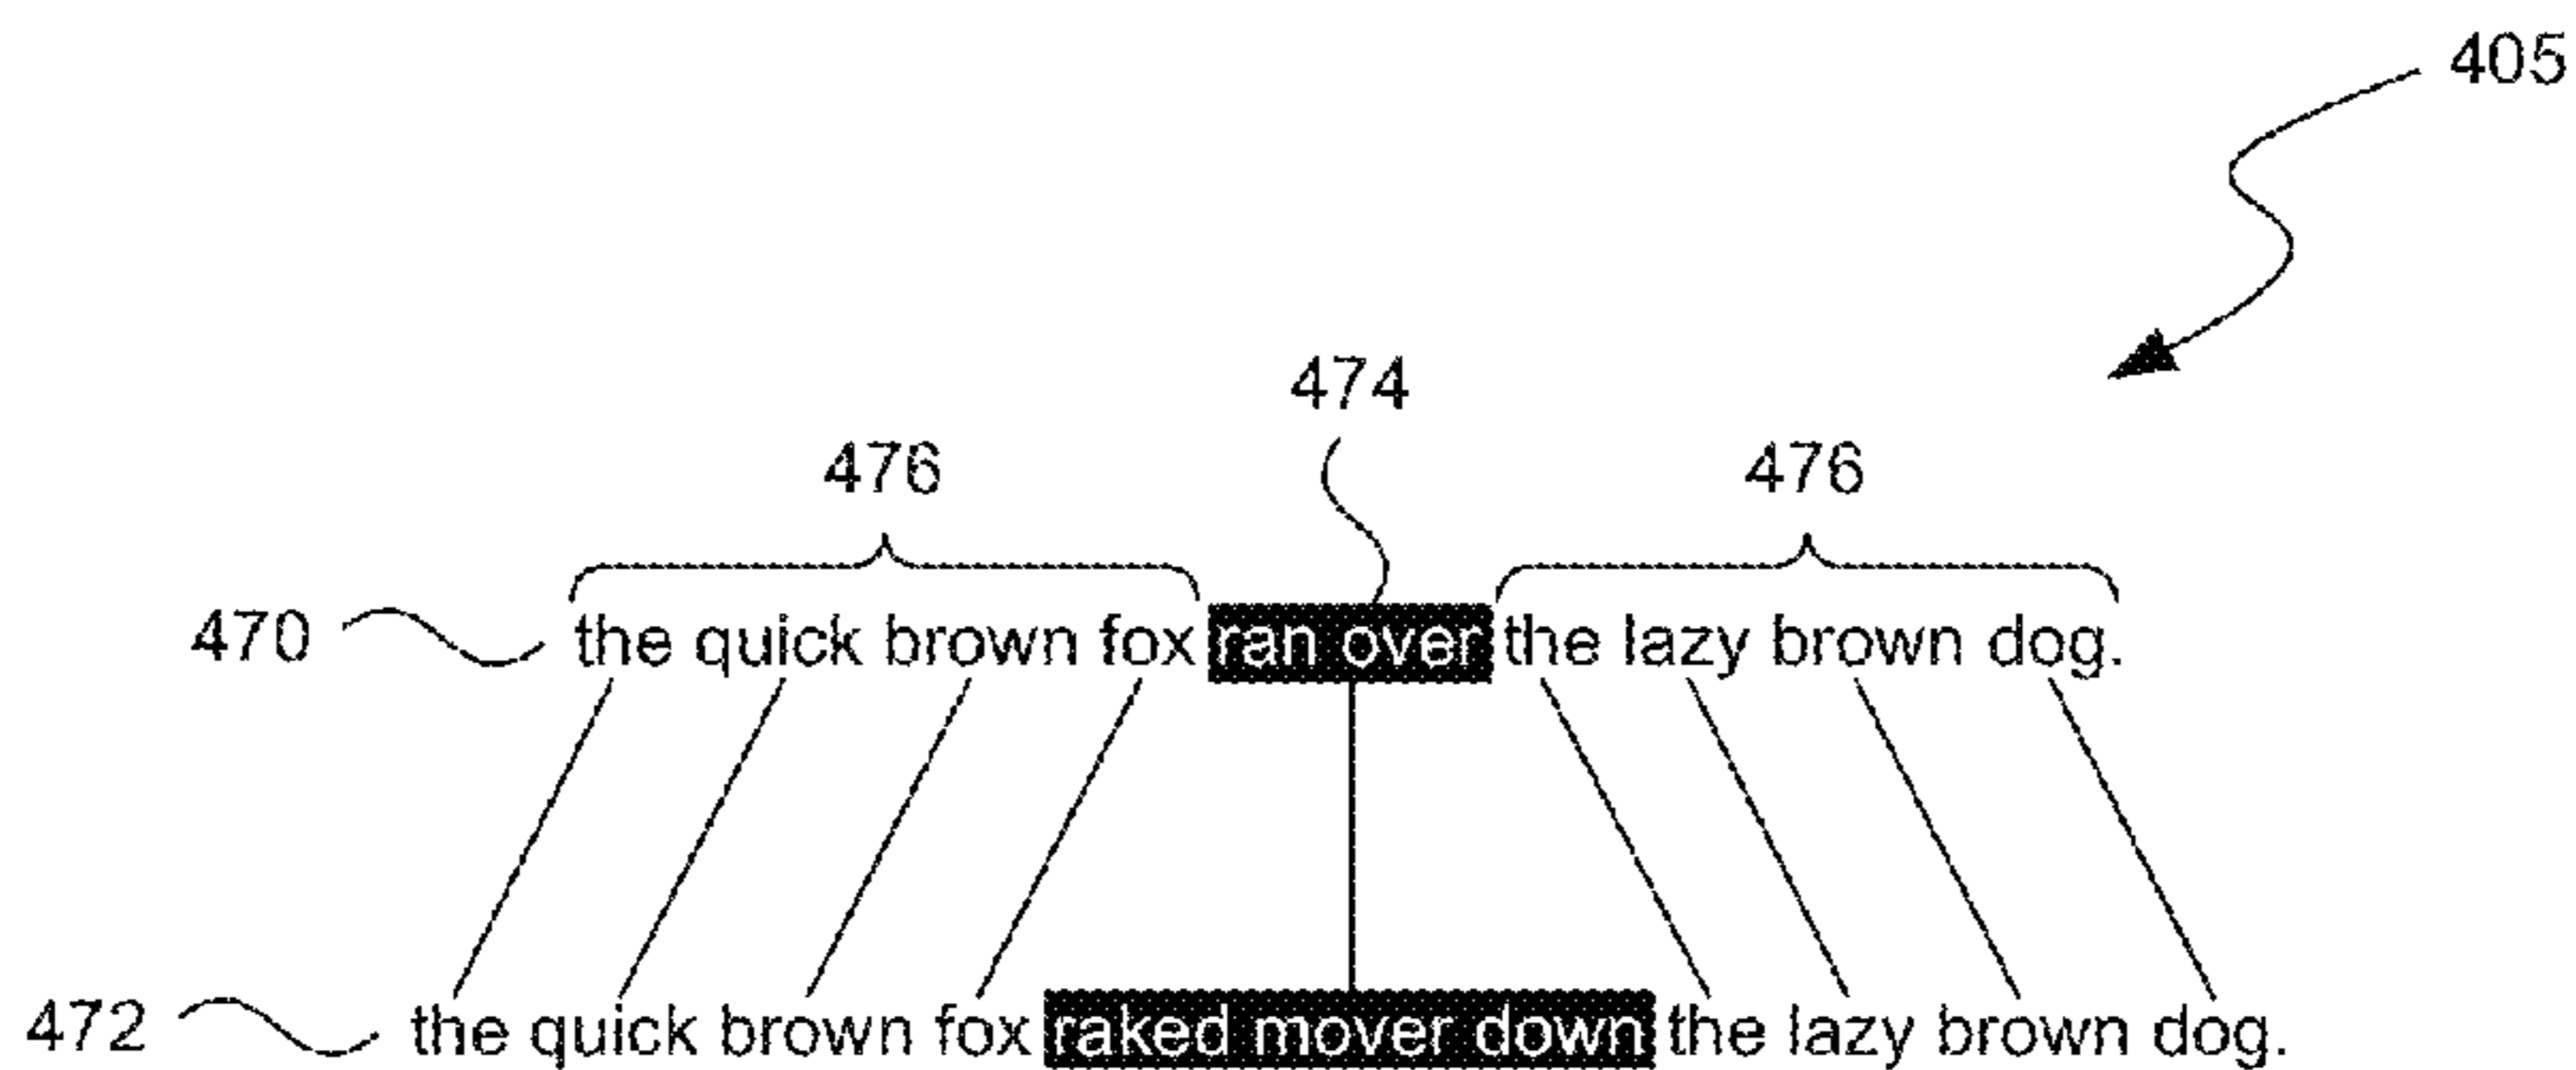 405
474
476 476
470 the quick brown fox ran over the lazy brown dog.
472 the quick brown fox raked mover down the lazy brown dog.